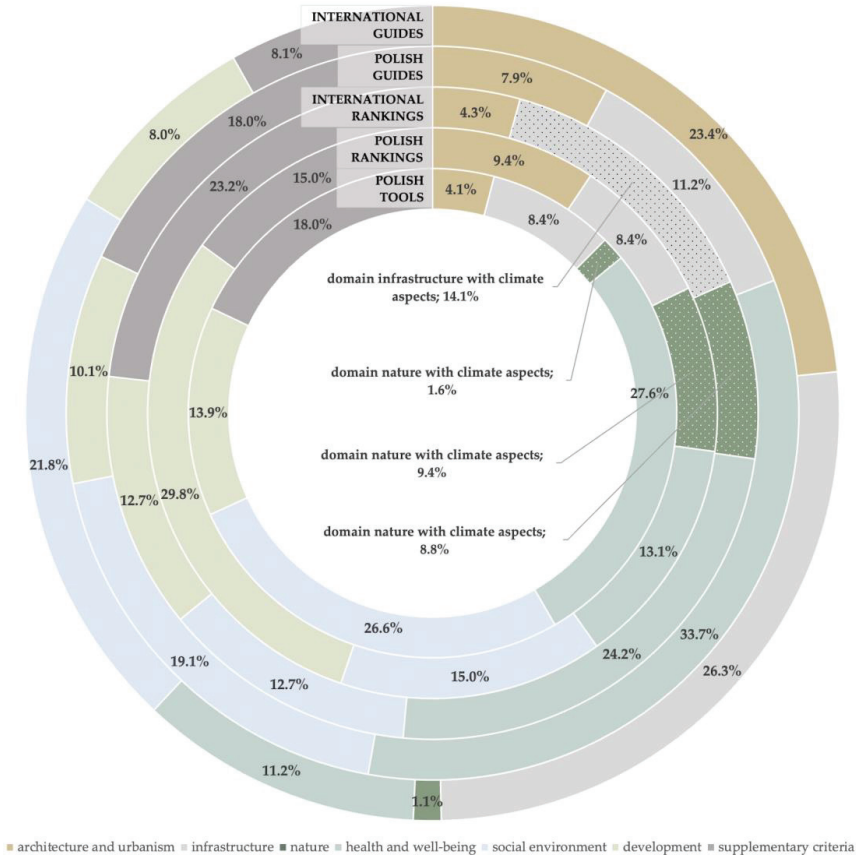 INTERNATIONAL
GUIDES
8.1%
POLISH
GUIDES
7.9%
INTERNATIONAL
RANKINGS
4.3%
23.4%
8.0%
18.0%
POLISH
RANKINGS
9.4%
11.2%
23.2%
15.0%
POLISH
TOOLS
4.1%
18.0%
8.4%
8.4%
domain infrastructure with climate
aspects; 14.1%
domain nature with climate aspects;
1.6%
10.1%
13.9%
27.6%
21.8%
domain nature with climate aspects;
9.4%
12.7%
29.8%
domain nature with climate aspects;
8.8%
13.1%
26.6%
33.7%
19.1%
24.2%
12.7%
15.0%
26.3%
11.2%
1.1%
architecture and urbanism infrastructure nature health and well-being social environment development supplementary criteria